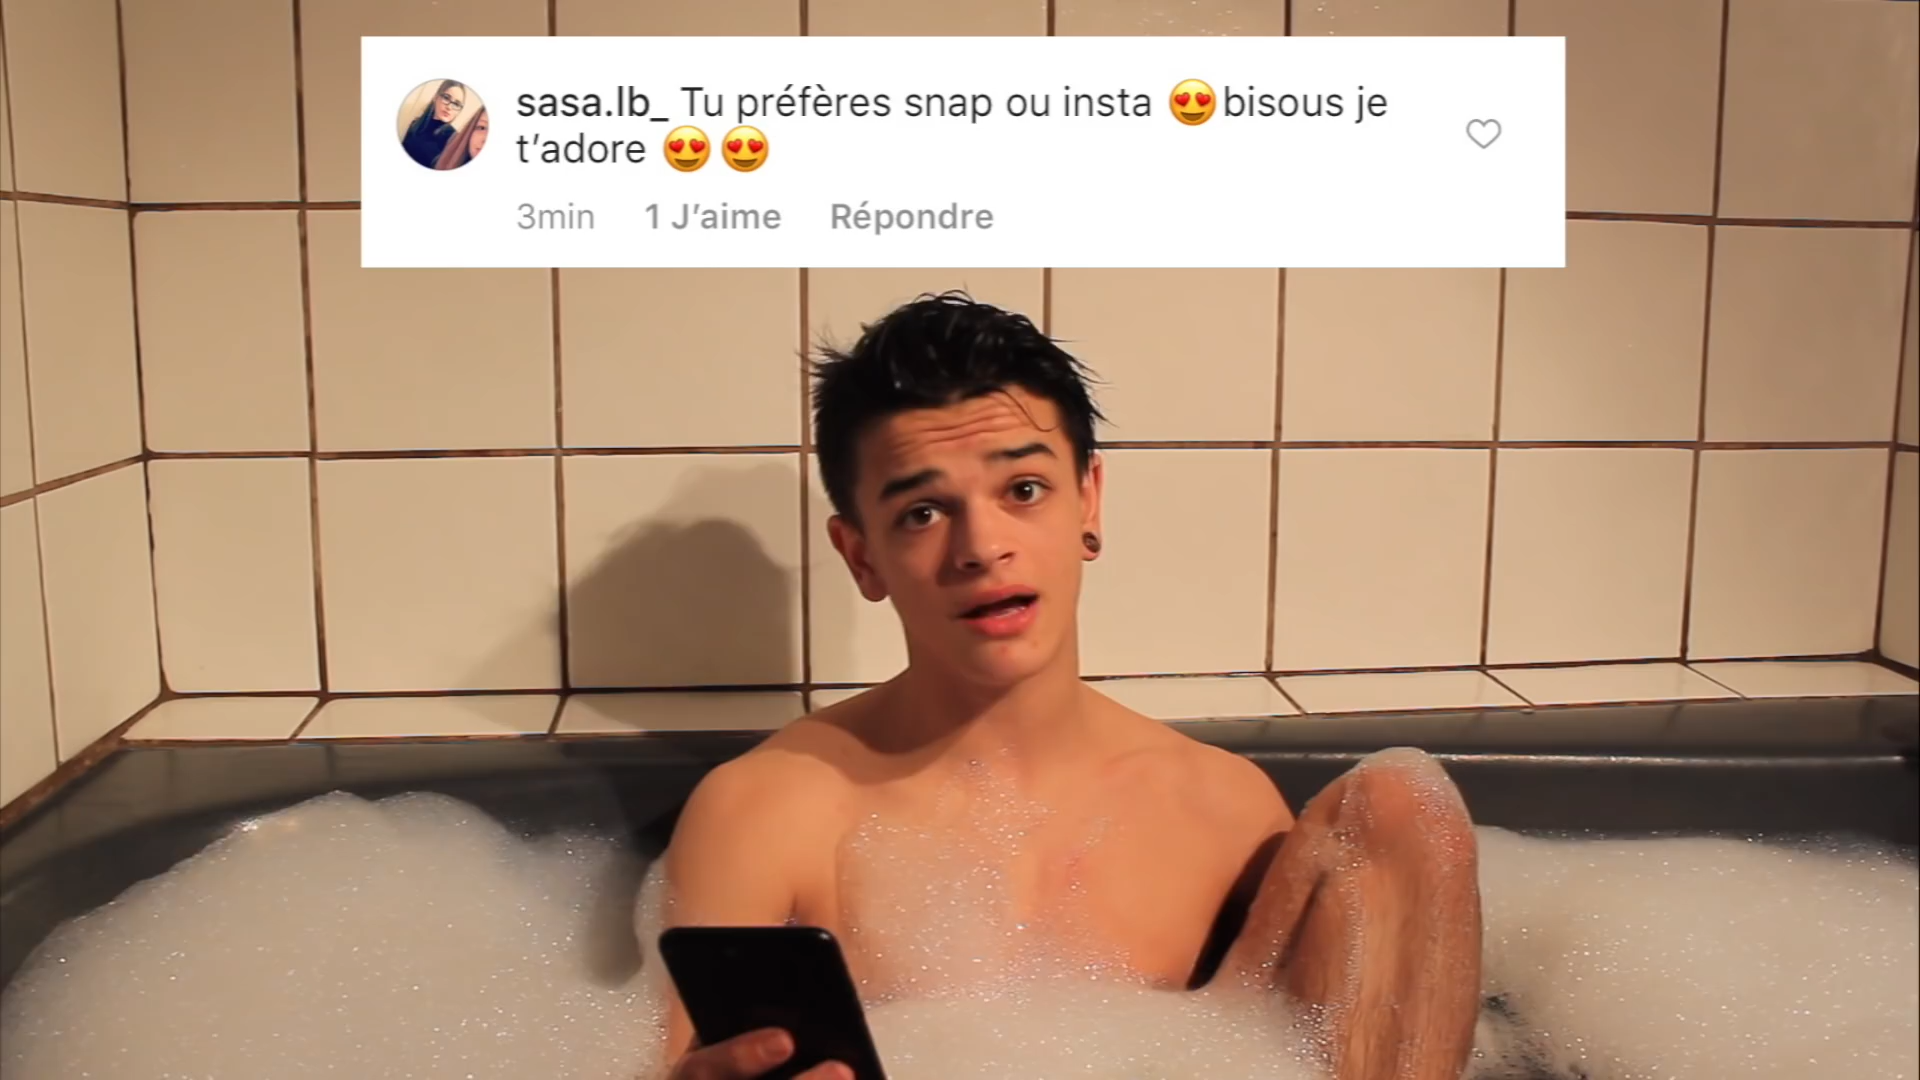 sasa.lb_ Tu préfères snap ou insta 😍bisous je
t’adore 😍😍
3min 1 J’aime Répondre